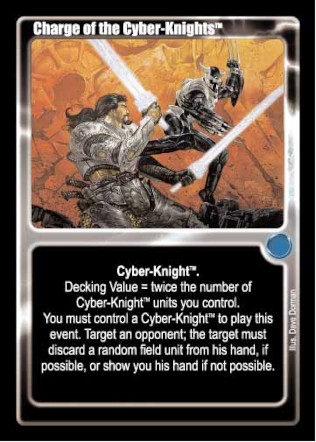 Charge of the Cyber-Knights™
Cyber-Knight™.
Decking Value = twice the number of
Cyber-Knight™ units you control.
You must control a Cyber-Knight™ to play this
event. Target an opponent; the target must
discard a random field unit from his hand, if
possible, or show you his hand if not possible.
Illus. Dave Dorman